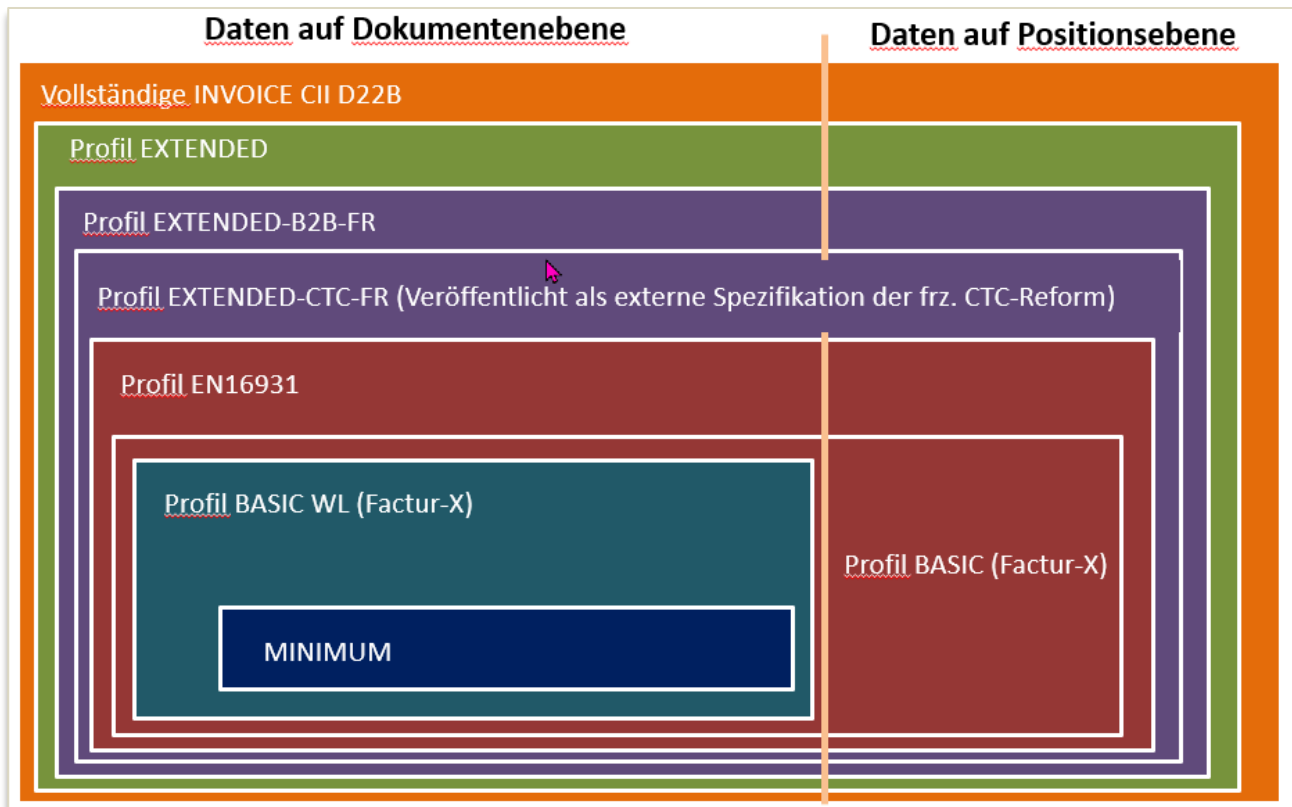 Daten auf Dokumentenebene
Daten auf Positionsebene
Vollständige INVOICE CII D22B
Profil EXTENDED
Profil EXTENDED-B2B-FR
Profil EXTENDED-CTC-FR (Veröffentlicht als externe Spezifikation der frz. CTC-Reform)
Profil EN16931
Profil BASIC WL (Factur-X)
Profil BASIC (Factur-X)
MINIMUM